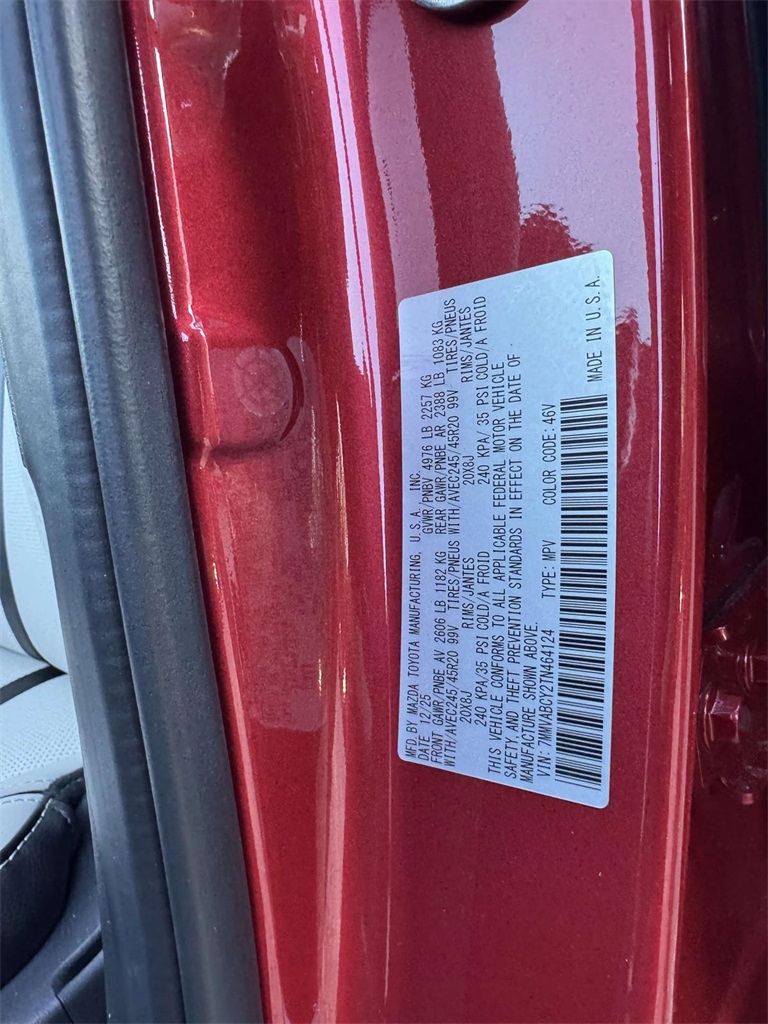 MFD. BY MAZDA TOYOTA MANUFACTURING, U.S.A., INC.
DATE 12/25 GVWR/PNBV 4976 LB 2257 KG
FRONT GAWR/PNBE AV 2606 LB 1182 KG REAR GAWR/PNBE AR 2388 LB 1083 KG
WITH/AVEC245/45R20 99V TIRES/PNEUS WITH/AVEC245/45R20 99V TIRES/PNEUS
20X8J RIMS/JANTES 20X8J RIMS/JANTES
240 KPA/35 PSI COLD/A FROID 240 KPA/35 PSI COLD/A FROID
THIS VEHICLE CONFORMS TO ALL APPLICABLE FEDERAL MOTOR VEHICLE
SAFETY AND THEFT PREVENTION STANDARDS IN EFFECT ON THE DATE OF
MANUFACTURE SHOWN ABOVE.
VIN: 7MMVABCY2TN464124 TYPE: MPV COLOR CODE: 46V MADE IN U.S.A.